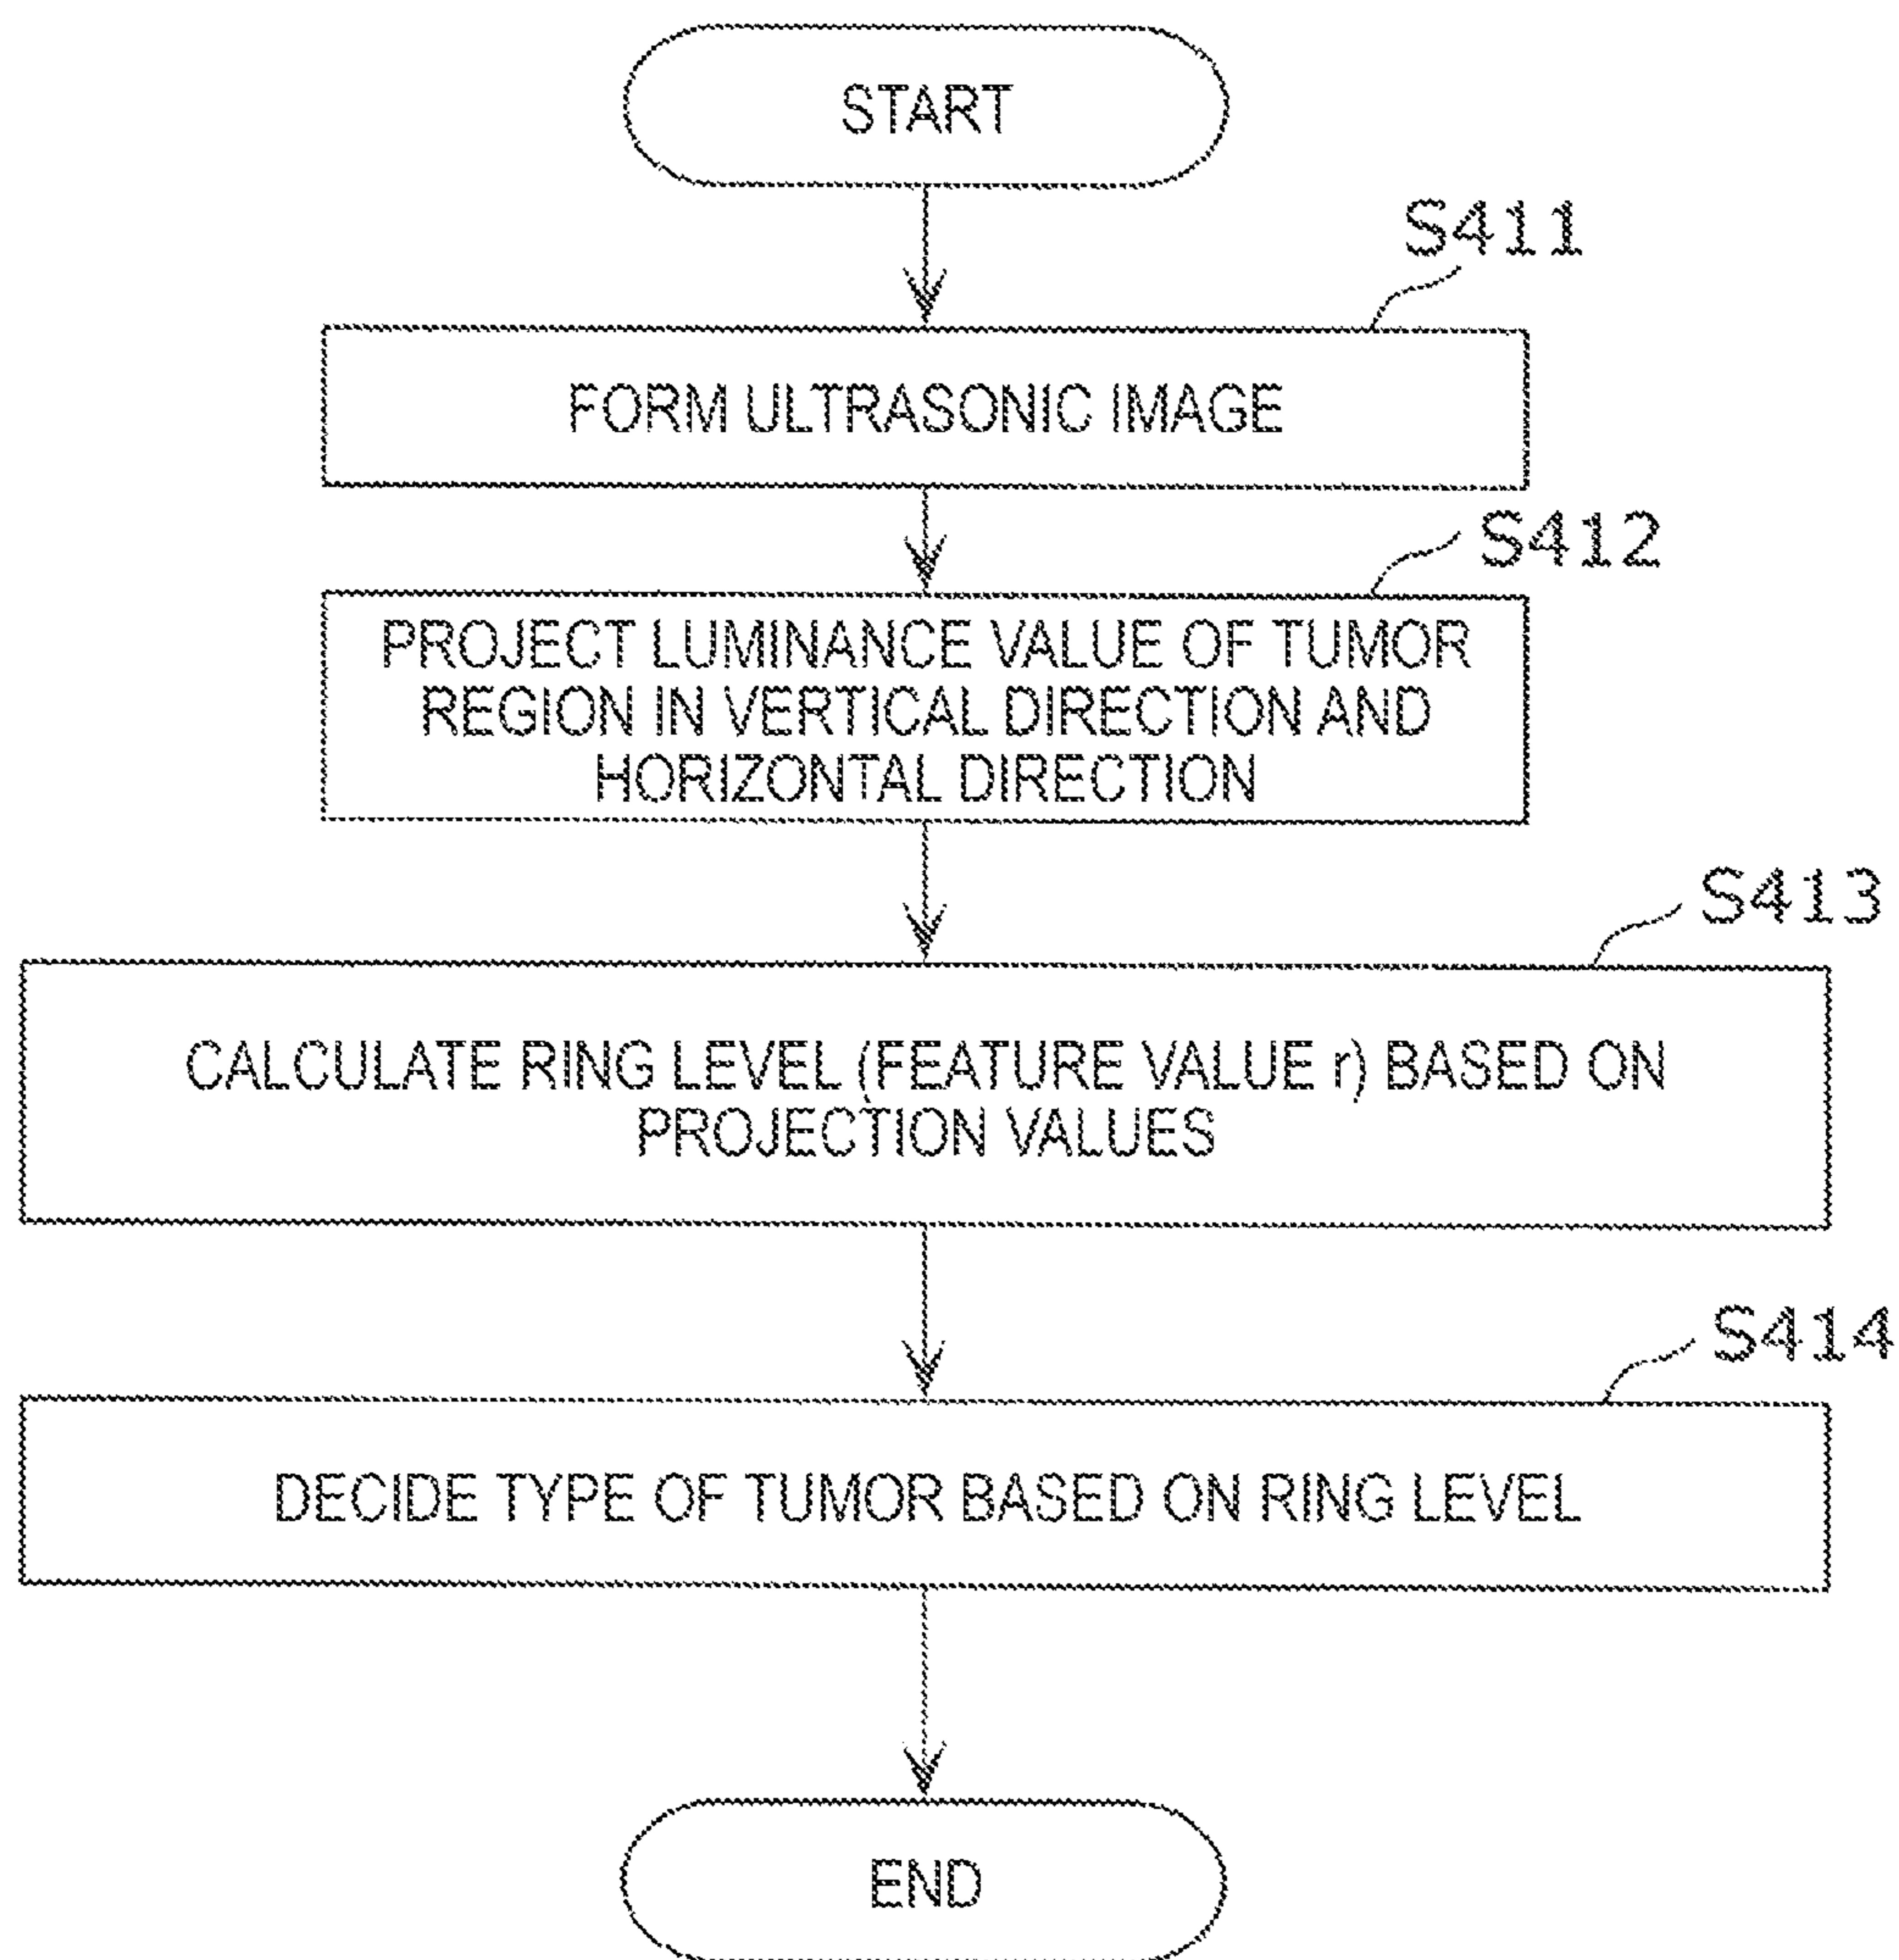 START
S411
FORM ULTRASONIC IMAGE
S412
PROJECT LUMINANCE VALUE OF TUMOR
REGION IN VERTICAL DIRECTION AND
HORIZONTAL DIRECTION
S413
CALCULATE RING LEVEL (FEATURE VALUE r) BASED ON
PROJECTION VALUES
S414
DECIDE TYPE OF TUMOR BASED ON RING LEVEL
END